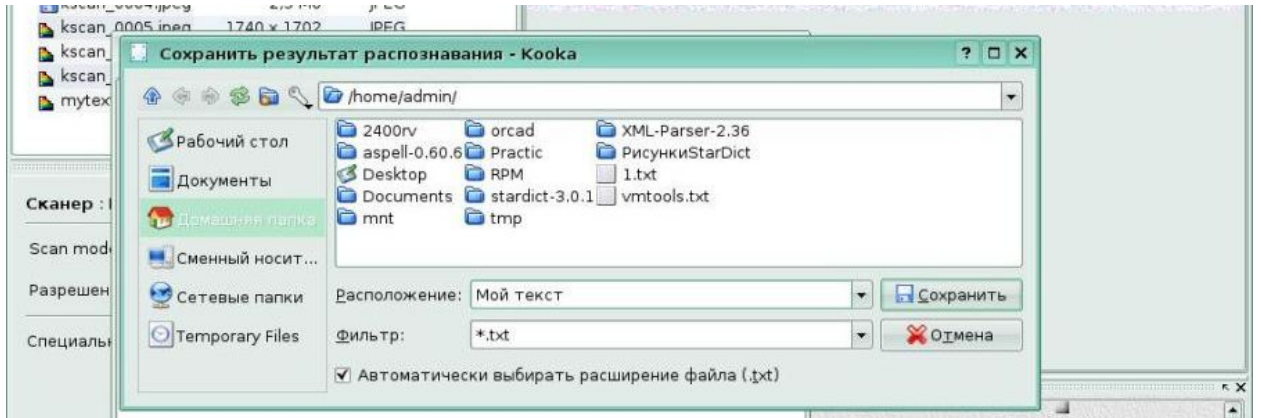 kscan_0004.jpeg
kscan_0005.jpeg 1740 x 1702 JPEG
kscan_
kscan_
mytex
Сохранить результат распознавания - Kooka
/home/admin/
Рабочий стол
Документы
Домашняя папка
Сменный носит...
Сетевые папки
Temporary Files
2400rv orcad XML-Parser-2.36
aspell-0.60.6 Practic РисункиStarDict
Desktop RPM 1.txt
Documents stardict-3.0.1 vmtools.txt
mnt tmp
Расположение: Мой текст Сохранить
Фильтр: *.txt Отмена
Автоматически выбирать расширение файла (.txt)
Сканер :
Scan mod
Разрешен
Специаль